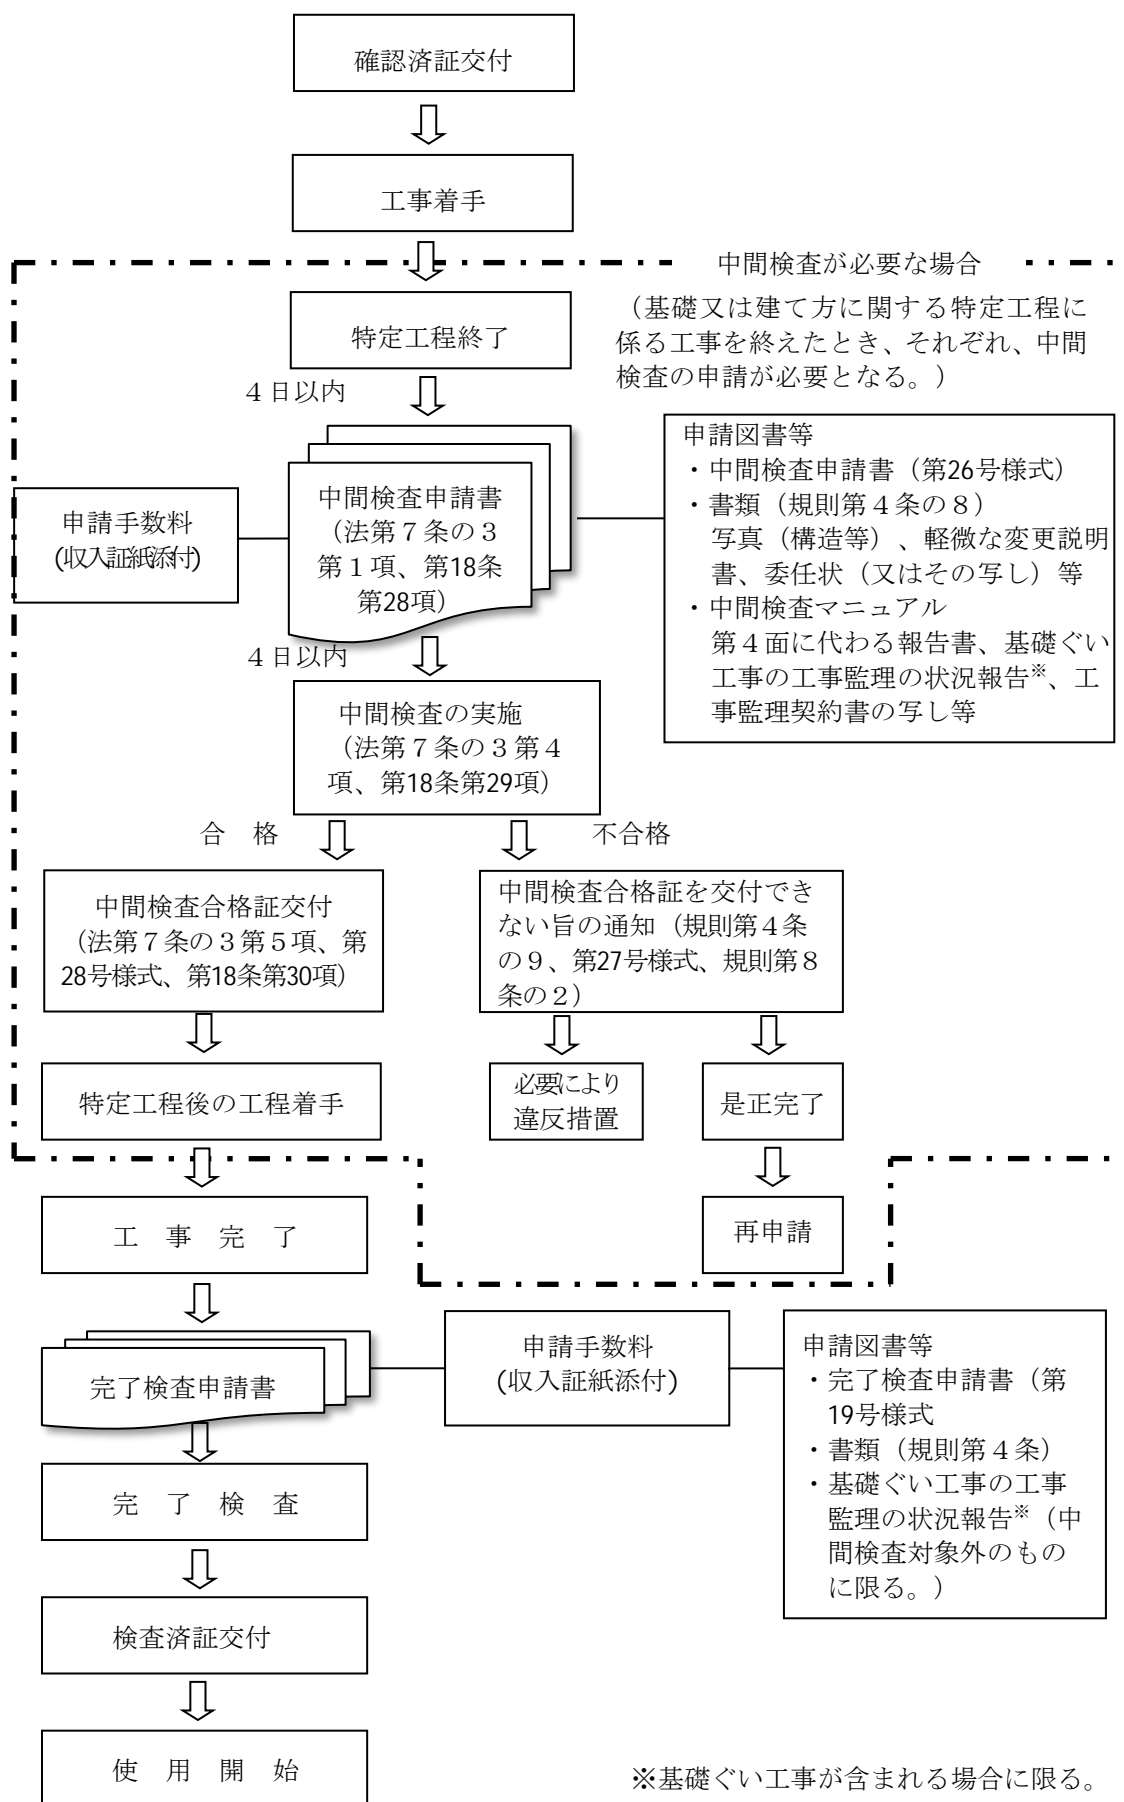 確認済証交付
工事着手
中間検査が必要な場合
特定工程終了
（基礎又は建て方に関する特定工程に
係る工事を終えたとき、それぞれ、中間
検査の申請が必要となる。）
４日以内
中間検査申請書
（法第７条の３
第１項、第18条
第28項）
申請手数料
(収入証紙添付)
申請図書等
・中間検査申請書（第26号様式）
・書類（規則第４条の８）
写真（構造等）、軽微な変更説明
書、委任状（又はその写し）等
・中間検査マニュアル
第４面に代わる報告書、基礎ぐい
工事の工事監理の状況報告※、工
事監理契約書の写し等
４日以内
中間検査の実施
（法第７条の３第４
項、第18条第29項）
合　格
不合格
中間検査合格証交付
（法第７条の３第５項、第
28号様式、第18条第30項）
中間検査合格証を交付でき
ない旨の通知（規則第４条
の９、第27号様式、規則第８
条の２）
特定工程後の工程着手
必要により
違反措置
是正完了
再申請
工　事　完　了
完了検査申請書
申請手数料
(収入証紙添付)
申請図書等
・完了検査申請書（第
19号様式
・書類（規則第４条）
・基礎ぐい工事の工事
監理の状況報告※（中
間検査対象外のもの
に限る。）
完　了　検　査
検査済証交付
使　用　開　始
※基礎ぐい工事が含まれる場合に限る。